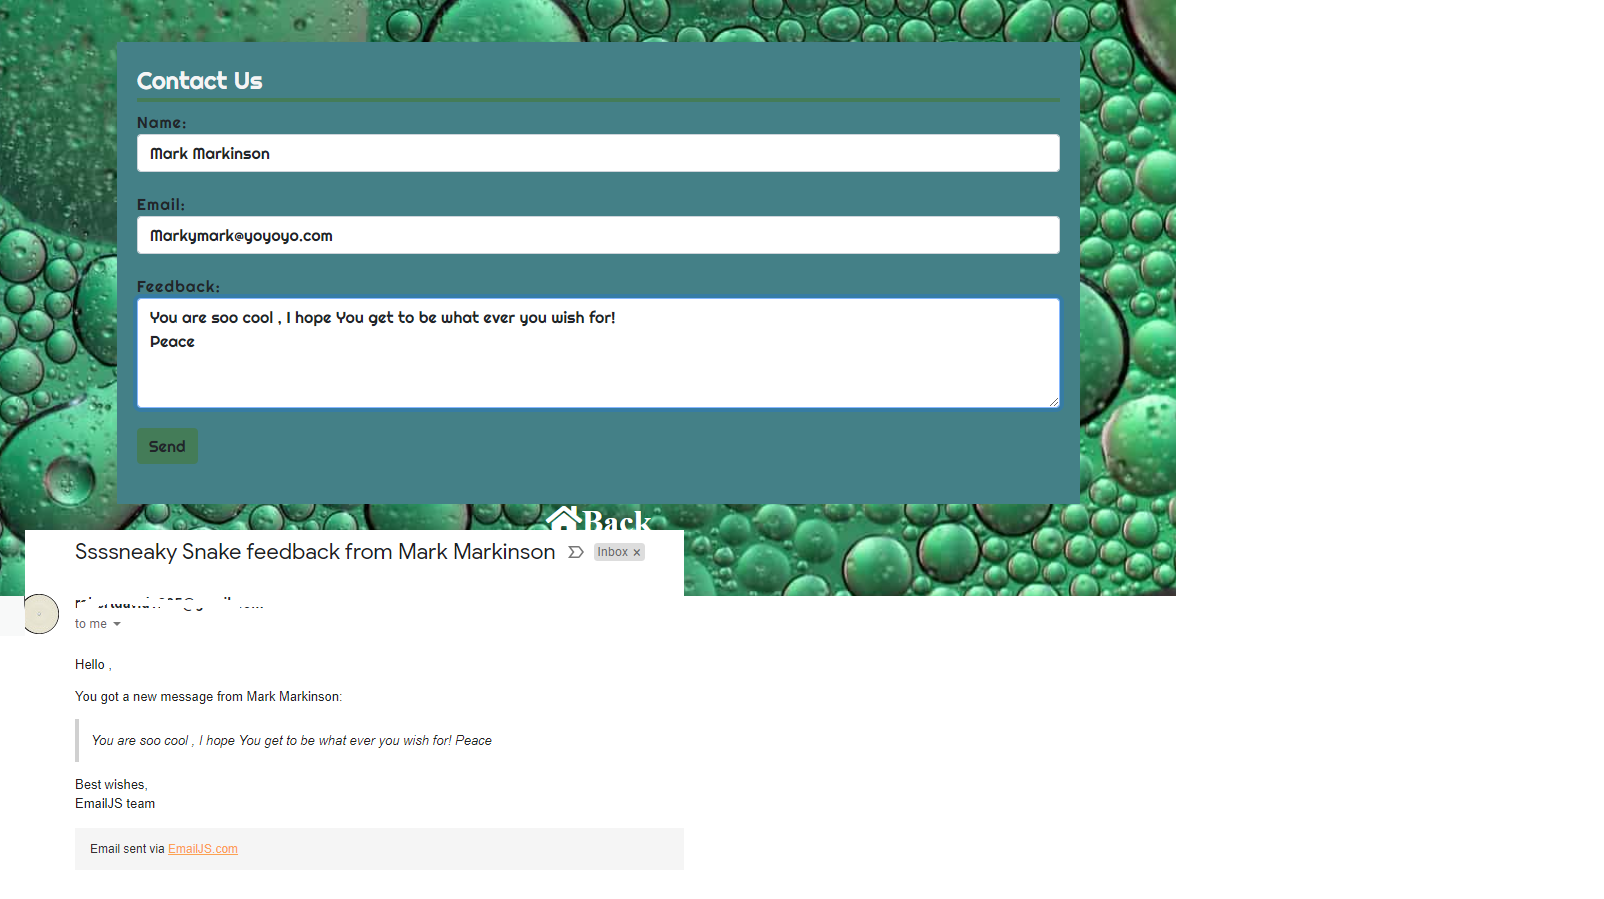 Contact Us
Name:
Mark Markinson
Email:
Markymark@yoyoyo.com
Feedback:
You are soo cool , I hope You get to be what ever you wish for!
Peace
Send
Back
Ssssneaky Snake feedback from Mark Markinson Inbox ×
to me
Hello ,
You got a new message from Mark Markinson:
You are soo cool , I hope You get to be what ever you wish for! Peace
Best wishes,
EmailJS team
Email sent via EmailJS.com